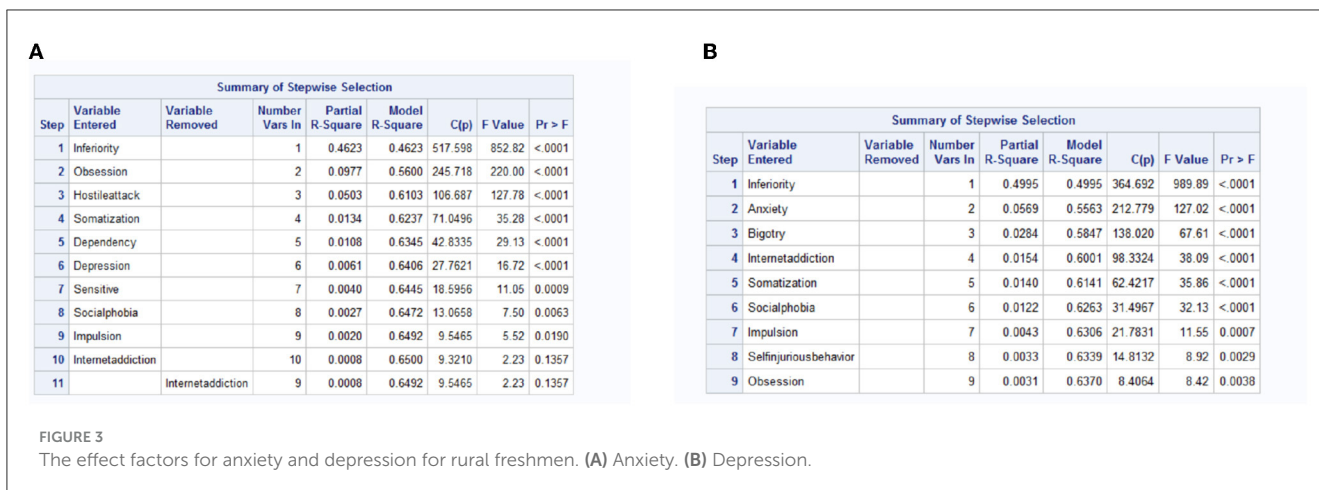 A
Summary of Stepwise Selection
Step Variable Entered Variable Removed Number Vars In Partial R-Square Model R-Square C(p) F Value Pr > F
1 Inferiority 1 0.4623 0.4623 517.598 852.82 <.0001
2 Obsession 2 0.0977 0.5600 245.718 220.00 <.0001
3 Hostileattack 3 0.0503 0.6103 106.687 127.78 <.0001
4 Somatization 4 0.0134 0.6237 71.0496 35.28 <.0001
5 Dependency 5 0.0108 0.6345 42.8335 29.13 <.0001
6 Depression 6 0.0061 0.6406 27.7621 16.72 <.0001
7 Sensitive 7 0.0040 0.6445 18.5956 11.05 0.0009
8 Socialphobia 8 0.0027 0.6472 13.0658 7.50 0.0063
9 Impulsion 9 0.0020 0.6492 9.5465 5.52 0.0190
10 Internetaddiction 10 0.0008 0.6500 9.3210 2.23 0.1357
11 Internetaddiction 9 0.0008 0.6492 9.5465 2.23 0.1357
B
Summary of Stepwise Selection
Step Variable Entered Variable Removed Number Vars In Partial R-Square Model R-Square C(p) F Value Pr > F
1 Inferiority 1 0.4995 0.4995 364.692 989.89 <.0001
2 Anxiety 2 0.0569 0.5563 212.779 127.02 <.0001
3 Bigotry 3 0.0284 0.5847 138.020 67.61 <.0001
4 Internetaddiction 4 0.0154 0.6001 98.3324 38.09 <.0001
5 Somatization 5 0.0140 0.6141 62.4217 35.86 <.0001
6 Socialphobia 6 0.0122 0.6263 31.4967 32.13 <.0001
7 Impulsion 7 0.0043 0.6306 21.7831 11.55 0.0007
8 Selfinjuriousbehavior 8 0.0033 0.6339 14.8132 8.92 0.0029
9 Obsession 9 0.0031 0.6370 8.4064 8.42 0.0038
FIGURE 3
The effect factors for anxiety and depression for rural freshmen. (A) Anxiety. (B) Depression.